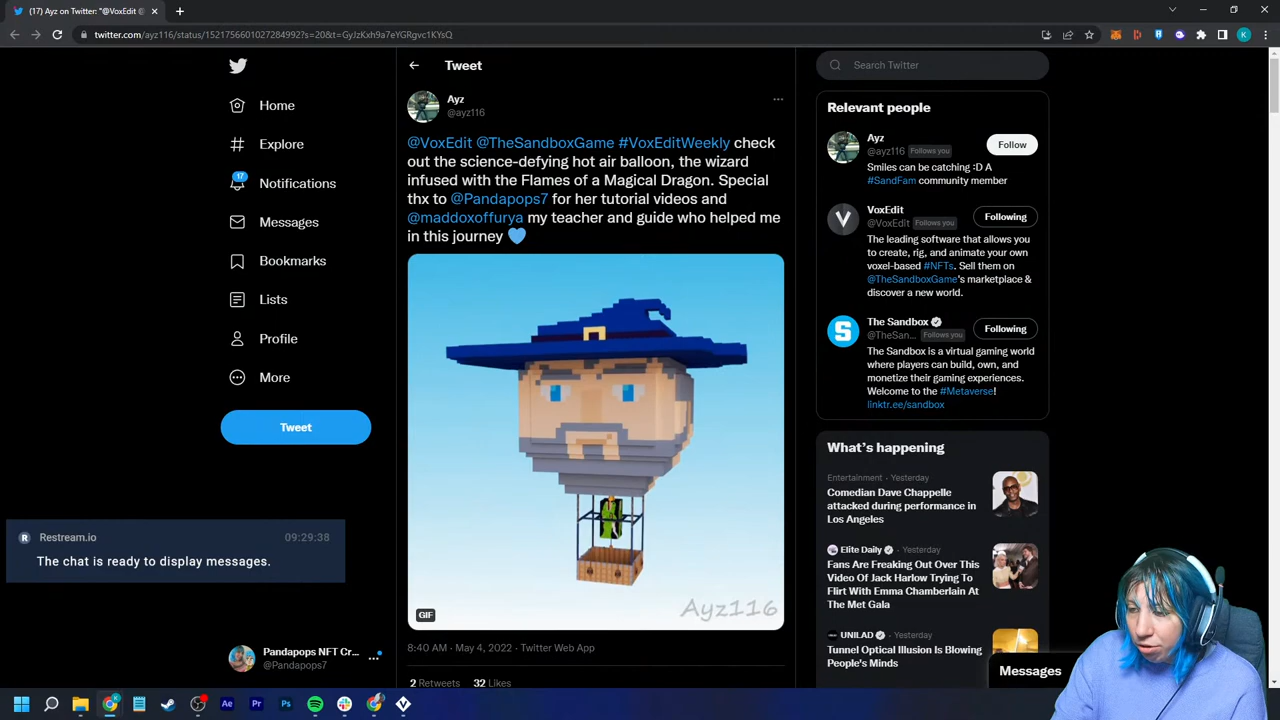 (17) Ayz on Twitter: "@VoxEdit @
twitter.com/ayz116/status/1521756601027284992?s=20&t=GyJzKxh9a7eYGRgvc1KYsQ
Home
Explore
17
Notifications
Messages
Bookmarks
Lists
Profile
More
Tweet
R Restream.io 09:29:38
The chat is ready to display messages.
Pandapops NFT Cr...
@Pandapops7
Tweet
Ayz
@ayz116
@VoxEdit @TheSandboxGame #VoxEditWeekly check
out the science-defying hot air balloon, the wizard
infused with the Flames of a Magical Dragon. Special
thx to @Pandapops7 for her tutorial videos and
@maddoxoffurya my teacher and guide who helped me
in this journey
GIF
Ayz116
8:40 AM · May 4, 2022 · Twitter Web App
2 Retweets 32 Likes
Search Twitter
Relevant people
Ayz
@ayz116 Follows you
Follow
Smiles can be catching :D A
#SandFam community member
VoxEdit
@VoxEdit Follows you
Following
The leading software that allows you
to create, rig, and animate your own
voxel-based #NFTs. Sell them on
@TheSandboxGame's marketplace &
discover a new world.
The Sandbox
@TheSan... Follows you
Following
The Sandbox is a virtual gaming world
where players can build, own, and
monetize their gaming experiences.
Welcome to the #Metaverse!
linktr.ee/sandbox
What's happening
Entertainment · Yesterday
Comedian Dave Chappelle
attacked during performance in
Los Angeles
Elite Daily · Yesterday
Fans Are Freaking Out Over This
Video Of Jack Harlow Trying To
Flirt With Emma Chamberlain At
The Met Gala
UNILAD · Yesterday
Tunnel Optical Illusion Is Blowing
People's Minds
Messages
K
Ae
Pr
Ps